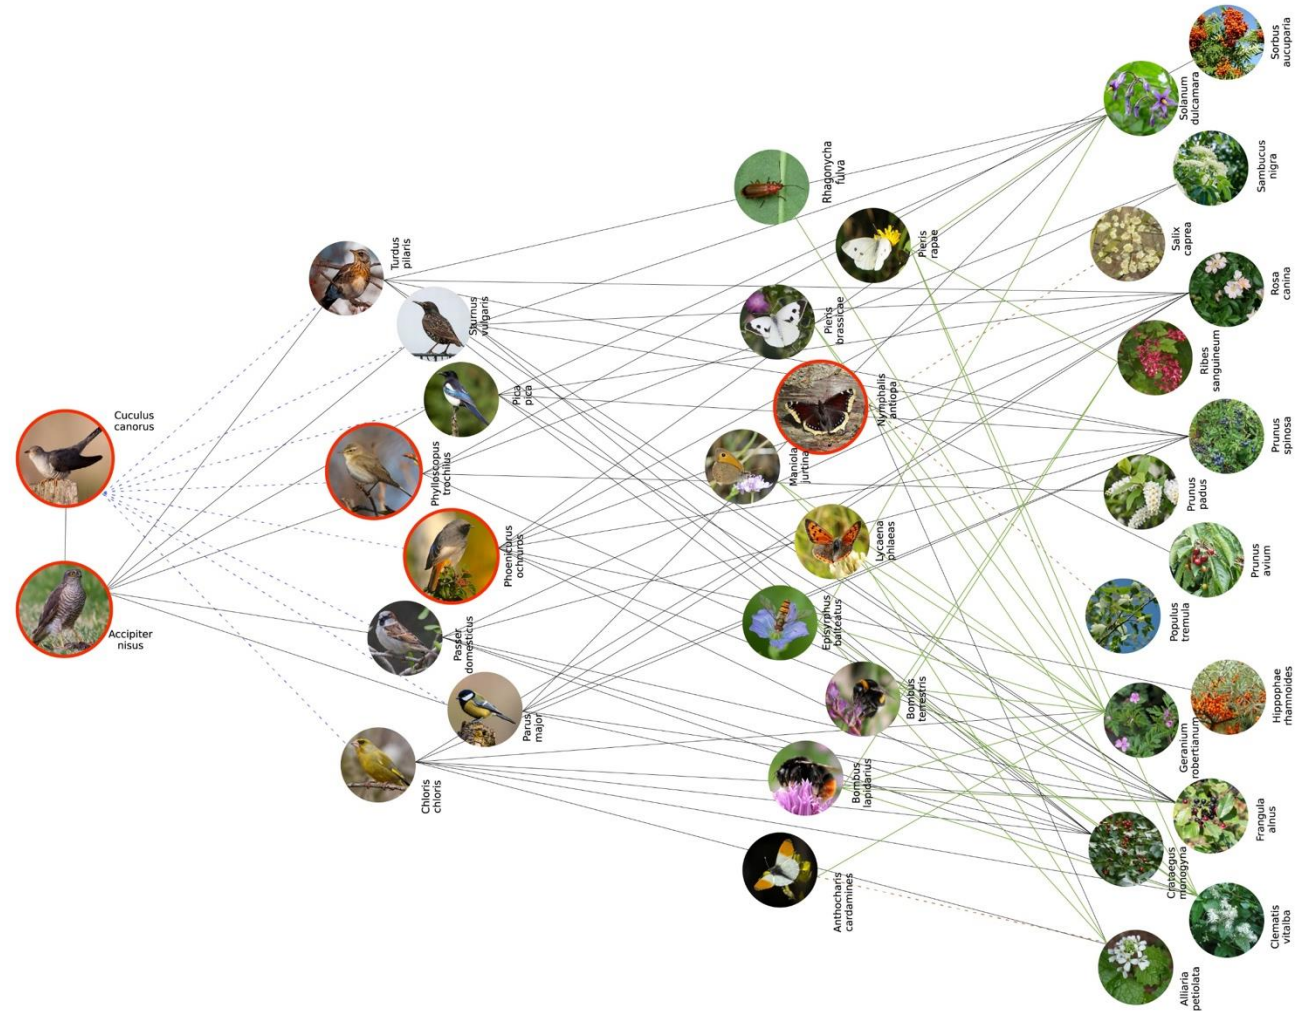 Cuculus
canorus
Accipiter
nisus
Turdus
pilaris
Sturnus
vulgaris
Pica
pica
Phylloscopus
trochilus
Phoenicurus
ochruros
Passer
domesticus
Parus
major
Chloris
chloris
Rhagonycha
fulva
Pieris
rapae
Pieris
brassicae
Nymphalis
antiopa
Maniola
jurtina
Lycaena
phlaeas
Episyrphus
balteatus
Bombus
terrestris
Bombus
lapidarius
Anthocharis
cardamines
Sorbus
aucuparia
Solanum
dulcamara
Sambucus
nigra
Salix
caprea
Rosa
canina
Ribes
sanguineum
Prunus
spinosa
Prunus
padus
Prunus
avium
Populus
tremula
Hippophae
rhamnoides
Geranium
robertianum
Frangula
alnus
Crataegus
monogyna
Clematis
vitalba
Alliaria
petiolata